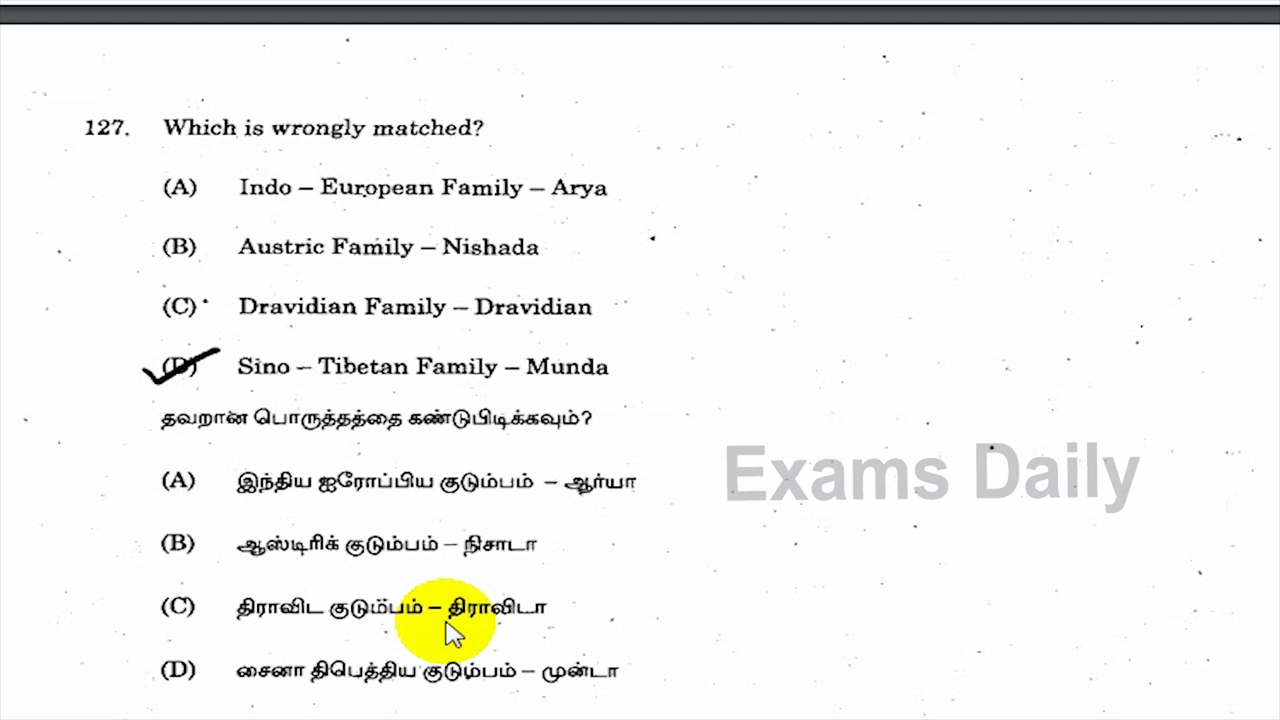 127. Which is wrongly matched?
(A) Indo – European Family – Arya
(B) Austric Family – Nishada
(C) Dravidian Family – Dravidian
(D) Sino – Tibetan Family – Munda
தவறான பொருத்தத்தை கண்டுபிடிக்கவும்?
(A) இந்திய ஐரோப்பிய குடும்பம் – ஆர்யா
(B) ஆஸ்டிரிக் குடும்பம் – நிசாடா
(C) திராவிட குடும்பம் – திராவிடா
(D) சைனா திபெத்திய குடும்பம் – முன்டா
Exams Daily